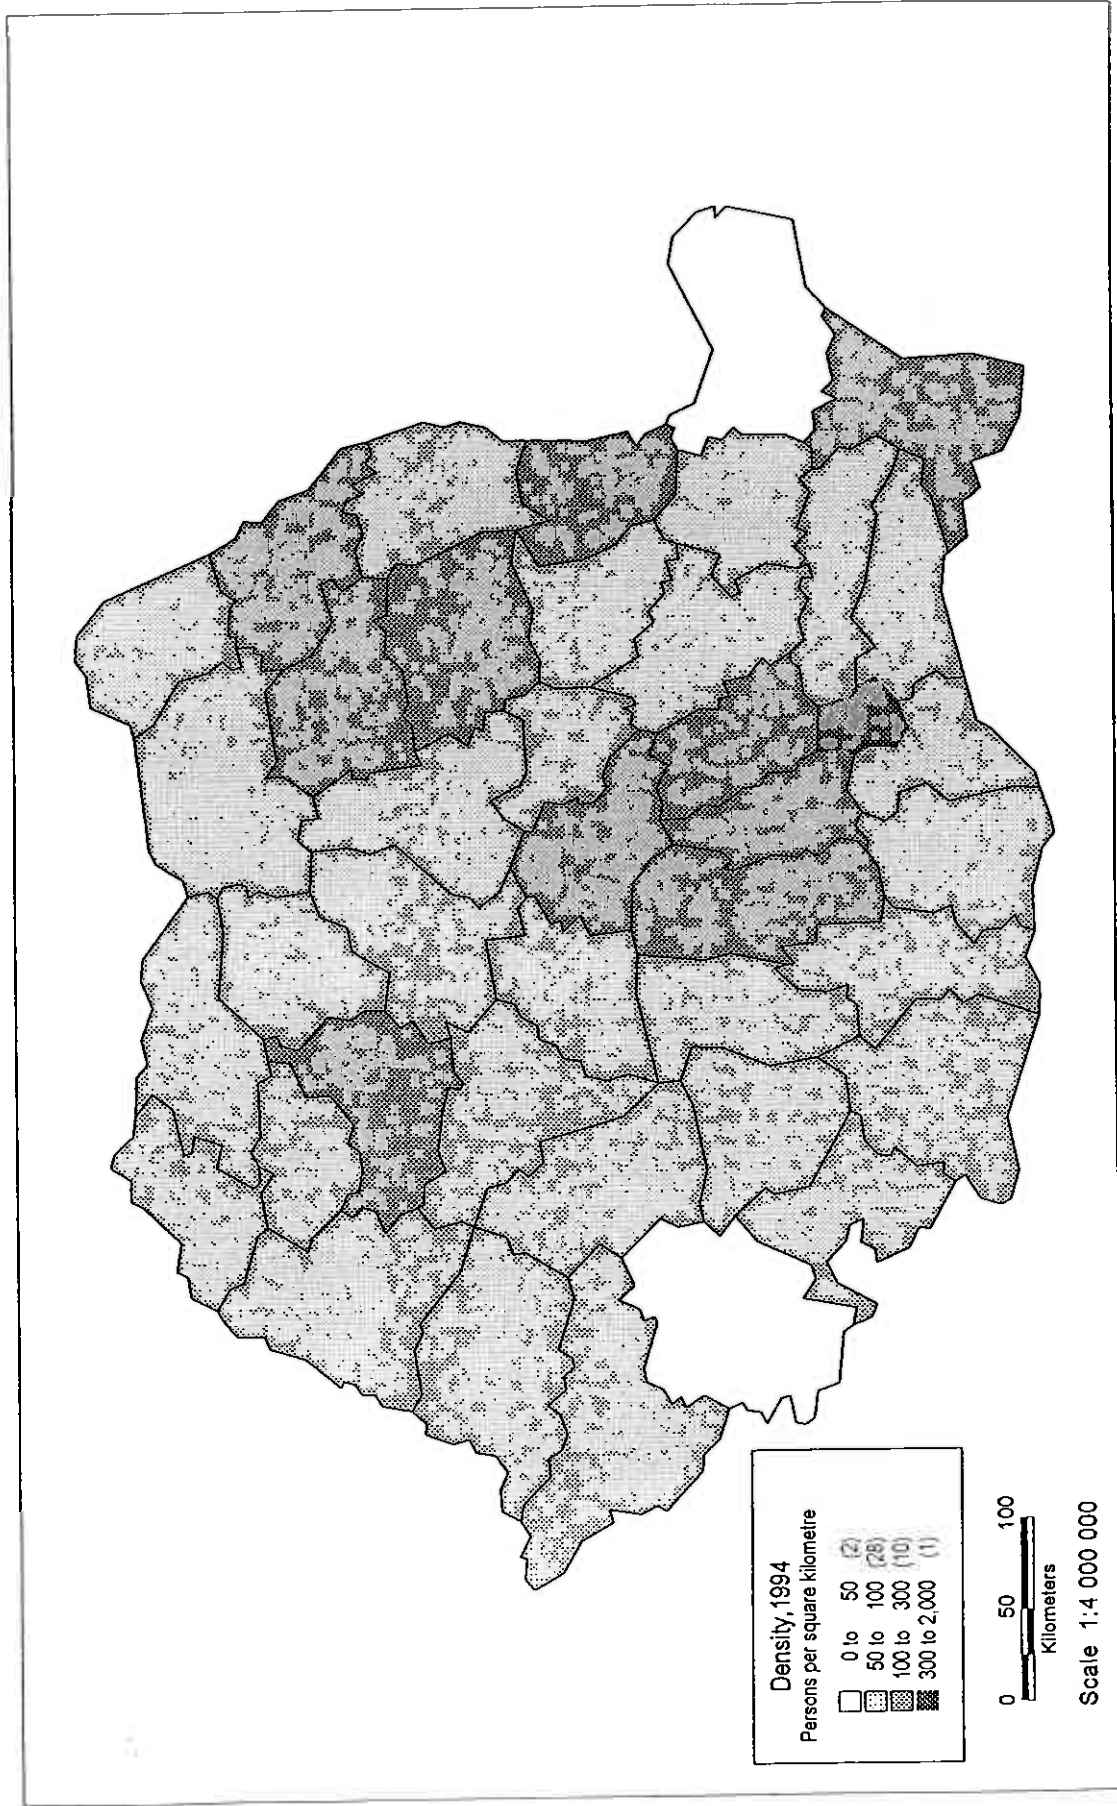 Density,1994
Persons per square kilometre
0 to 50 (2)
50 to 100 (28)
100 to 300 (10)
300 to 2,000 (1)
0 50 100
Kilometers
Scale 1:4 000 000